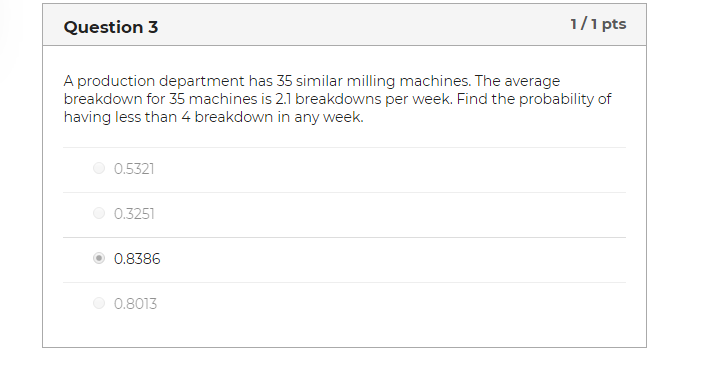 Question 3
1 / 1 pts
A production department has 35 similar milling machines. The average
breakdown for 35 machines is 2.1 breakdowns per week. Find the probability of
having less than 4 breakdown in any week.
0.5321
0.3251
0.8386
0.8013